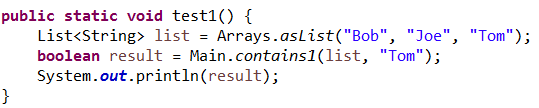 public static void test1() {
    List<String> list = Arrays.asList("Bob", "Joe", "Tom");
    boolean result = Main.contains1(list, "Tom");
    System.out.println(result);
}